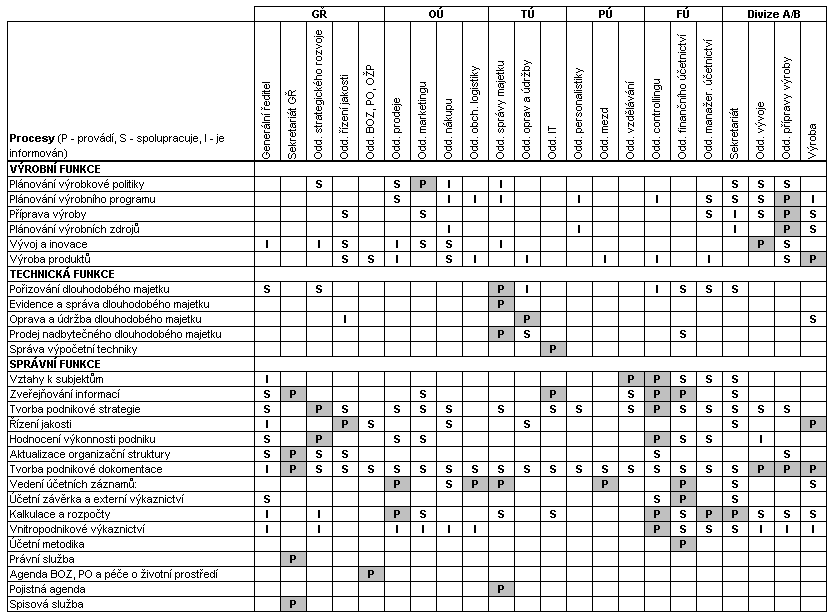 GŘ OÚ TÚ PÚ FÚ Divize A/B
Procesy (P - provádí, S - spolupracuje, I - je
informován)
Generální ředitel
Sekretariát GŘ
Odd. strategického rozvoje
Odd. řízení jakosti
Odd. BOZ, PO, OŽP
Odd. prodeje
Odd. marketingu
Odd. nákupu
Odd. obch. logistiky
Odd. správy majetku
Odd. oprav a údržby
Odd. IT
Odd. personalistiky
Odd. mezd
Odd. vzdělávání
Odd. controllingu
Odd. finančního účetnictví
Odd. manažer. účetnictví
Sekretariát
Odd. vývoje
Odd. přípravy výroby
Výroba
VÝROBNÍ FUNKCE
Plánování výrobkové politiky S S P I I S S S
Plánování výrobního programu S I I I I I S S S P I
Příprava výroby S S S I S P S
Plánování výrobních zdrojů I I I P S
Vývoj a inovace I I S I S S I P S
Výroba produktů S S I S I I I I I S P
TECHNICKÁ FUNKCE
Pořizování dlouhodobého majetku S S P I I S S S
Evidence a správa dlouhodobého majetku P
Oprava a údržba dlouhodobého majetku I P S
Prodej nadbytečného dlouhodobého majetku P S S
Správa výpočetní techniky P
SPRÁVNÍ FUNKCE
Vztahy k subjektům I P P S S S
Zveřejňování informací S P S P S P P S
Tvorba podnikové strategie S P S S S S S S S S P S S S S S
Řízení jakosti I P S S S S P
Hodnocení výkonnosti podniku S P S S P S S I
Aktualizace organizační struktury S P S S S S
Tvorba podnikové dokumentace I P S S S S S S S S S S S S S S S S S P P P
Vedení účetních záznamů: P S P P P P S S
Účetní závěrka a externí výkaznictví S S P S
Kalkulace a rozpočty I I P S S S P S P P S S S
Vnitropodnikové výkaznictví I I I I I I P S S S I I I
Účetní metodika P
Právní služba P
Agenda BOZ, PO a péče o životní prostředí P
Pojistná agenda P
Spisová služba P